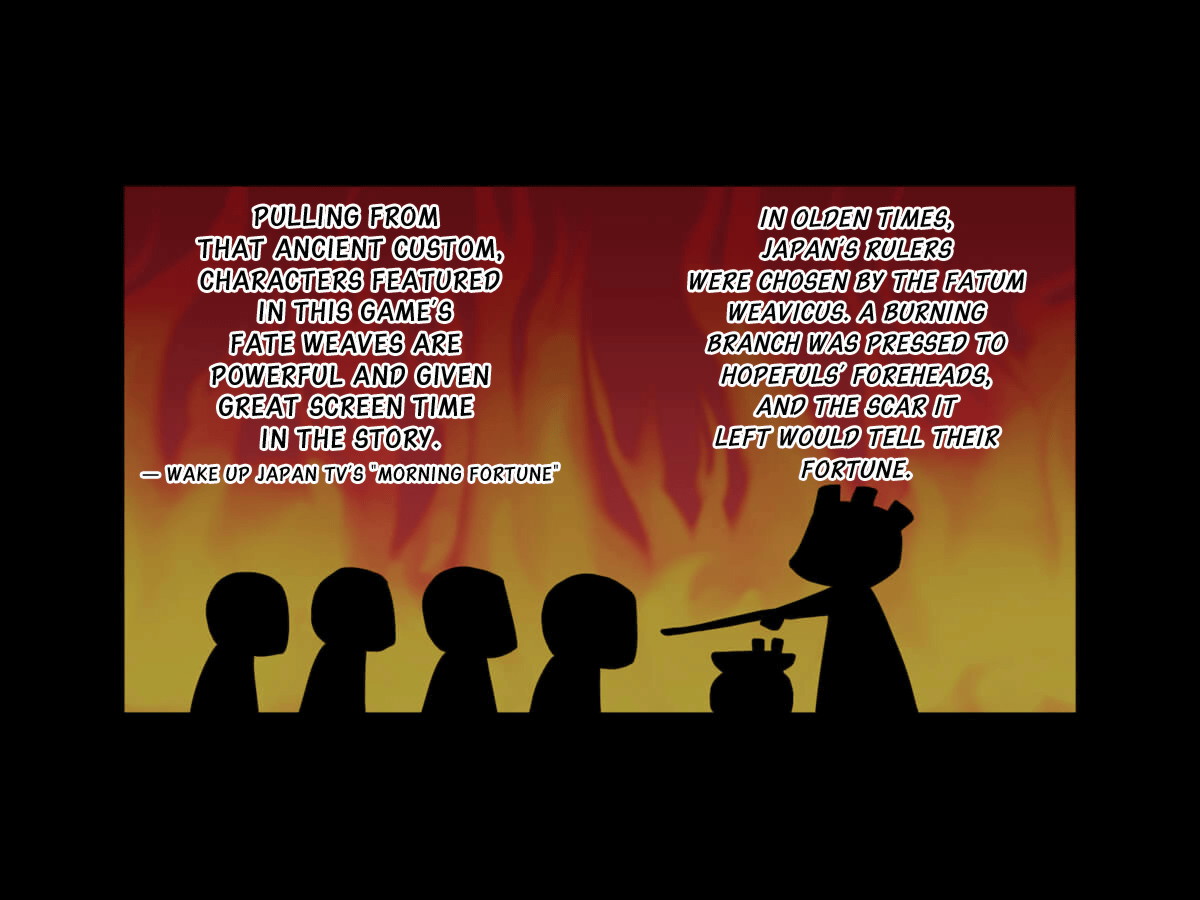 IN OLDEN TIMES,
JAPAN'S RULERS
WERE CHOSEN BY THE FATUM
WEAVICUS. A BURNING
BRANCH WAS PRESSED TO
HOPEFULS' FOREHEADS,
AND THE SCAR IT
LEFT WOULD TELL THEIR
FORTUNE.
PULLING FROM
THAT ANCIENT CUSTOM,
CHARACTERS FEATURED
IN THIS GAME'S
FATE WEAVES ARE
POWERFUL AND GIVEN
GREAT SCREEN TIME
IN THE STORY.
— WAKE UP JAPAN TV'S "MORNING FORTUNE"